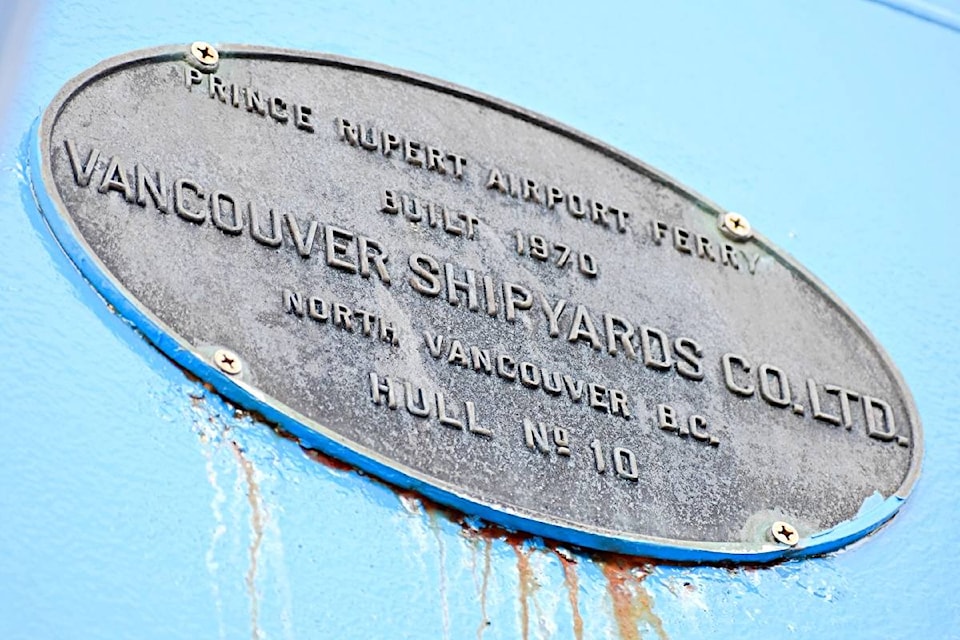 PRINCE RUPERT AIRPORT FERRY
BUILT 1970
VANCOUVER SHIPYARDS CO. LTD.
NORTH VANCOUVER B.C.
HULL Nº 10